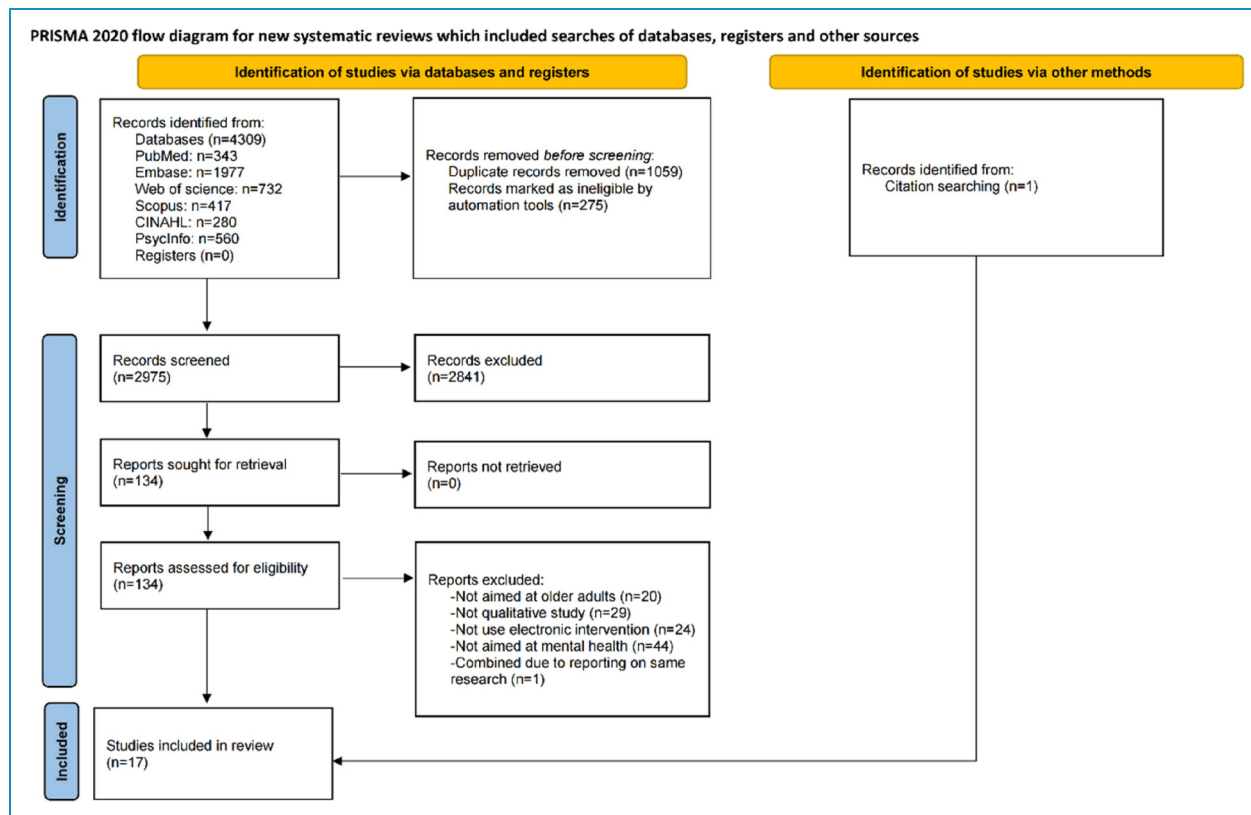 PRISMA 2020 flow diagram for new systematic reviews which included searches of databases, registers and other sources
Identification of studies via databases and registers
Identification of studies via other methods
Identification
Records identified from:
Databases (n=4309)
PubMed: n=343
Embase: n=1977
Web of science: n=732
Scopus: n=417
CINAHL: n=280
PsycInfo: n=560
Registers (n=0)
Records removed before screening:
Duplicate records removed (n=1059)
Records marked as ineligible by
automation tools (n=275)
Records identified from:
Citation searching (n=1)
Screening
Records screened
(n=2975)
Records excluded
(n=2841)
Reports sought for retrieval
(n=134)
Reports not retrieved
(n=0)
Reports assessed for eligibility
(n=134)
Reports excluded:
-Not aimed at older adults (n=20)
-Not qualitative study (n=29)
-Not use electronic intervention (n=24)
-Not aimed at mental health (n=44)
-Combined due to reporting on same
research (n=1)
Included
Studies included in review
(n=17)